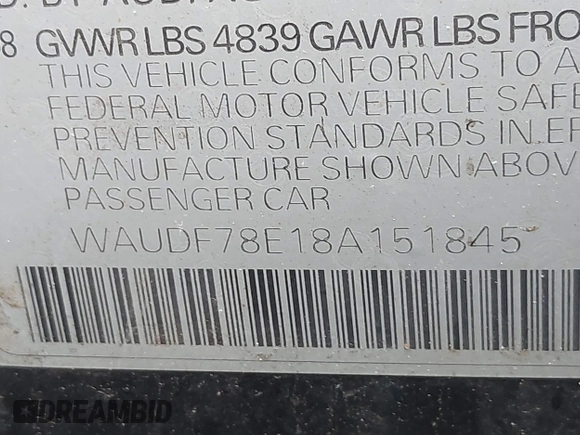 8 GVWR LBS 4839 GAWR LBS FRO
THIS VEHICLE CONFORMS TO A
FEDERAL MOTOR VEHICLE SAFE
PREVENTION STANDARDS IN EF
MANUFACTURE SHOWN ABOV
PASSENGER CAR
WAUDF78E18A151845
DREAMBID